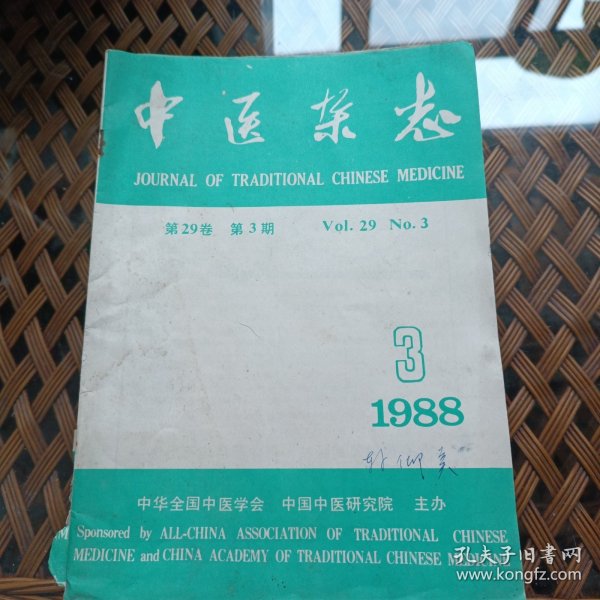 中医杂志
JOURNAL OF TRADITIONAL CHINESE MEDICINE
第29卷 第3期 Vol. 29 No. 3
3
1988
中华全国中医学会 中国中医研究院 主办
Sponsored by ALL-CHINA ASSOCIATION OF TRADITIONAL CHINESE
MEDICINE and CHINA ACADEMY OF TRADITIONAL CHINESE MEDICINE
孔夫子旧书网
www.kongfz.com